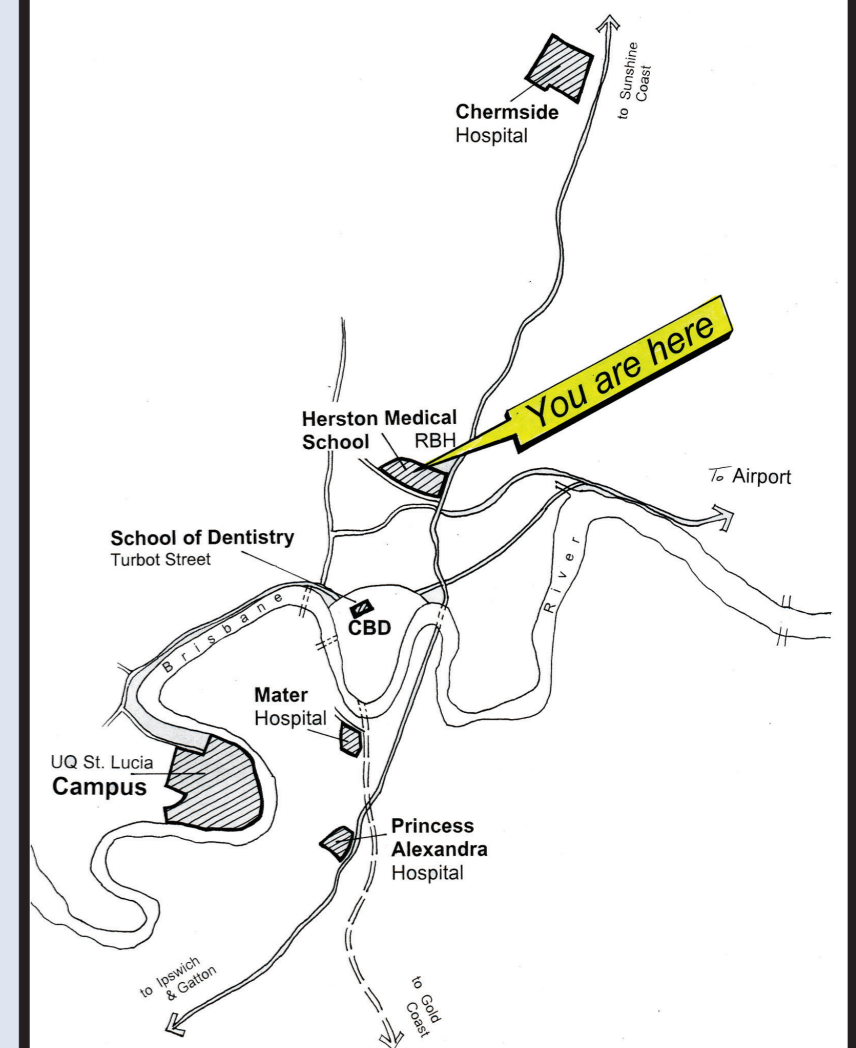 to Sunshine
Coast
Chermside
Hospital
You are here
Herston Medical
School RBH
To Airport
School of Dentistry
Turbot Street
River
Brisbane
CBD
Mater
Hospital
UQ St. Lucia
Campus
Princess
Alexandra
Hospital
to Ipswich
& Gatton
to Gold
Coast